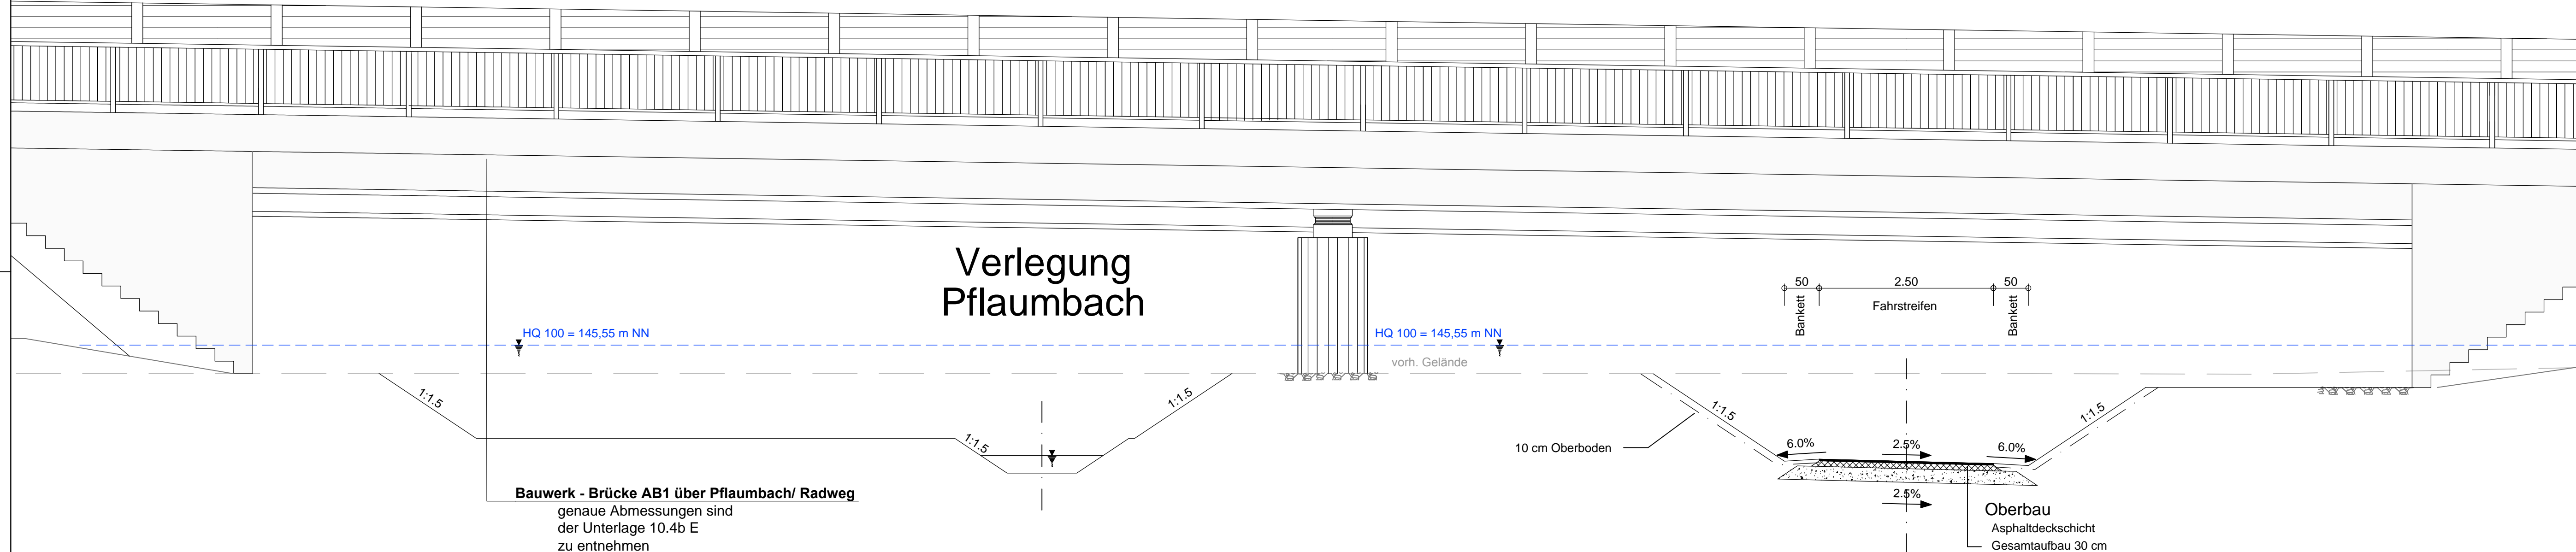 Verlegung
Pflaumbach
50
2.50
50
Bankett
Fahrstreifen
Bankett
HQ 100 = 145,55 m NN
HQ 100 = 145,55 m NN
vorh. Gelände
1:1.5
1:1.5
1:1.5
1:1.5
1:1.5
10 cm Oberboden
6.0%
2.5%
6.0%
2.5%
Bauwerk - Brücke AB1 über Pflaumbach/ Radweg
genaue Abmessungen sind
der Unterlage 10.4b E
zu entnehmen
Oberbau
Asphaltdeckschicht
Gesamtaufbau 30 cm